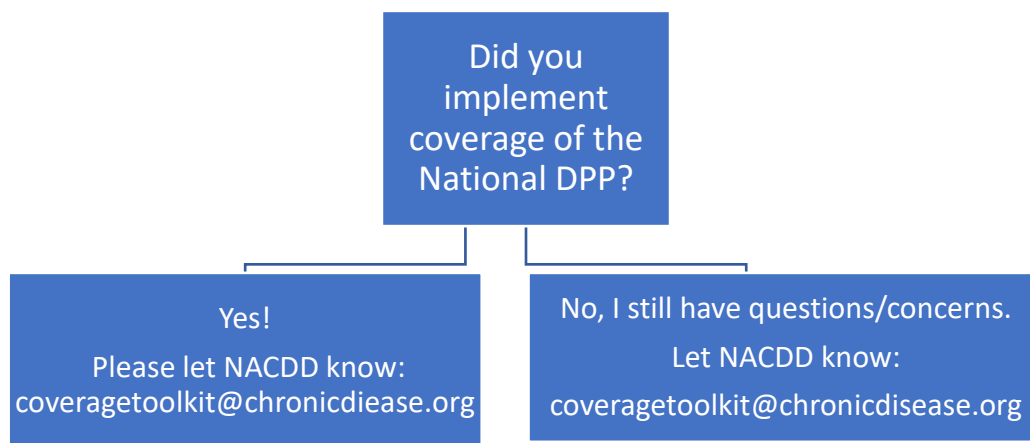 Did you
implement
coverage of the
National DPP?
Yes!
Please let NACDD know:
coveragetoolkit@chronicdiease.org
No, I still have questions/concerns.
Let NACDD know:
coveragetoolkit@chronicdisease.org